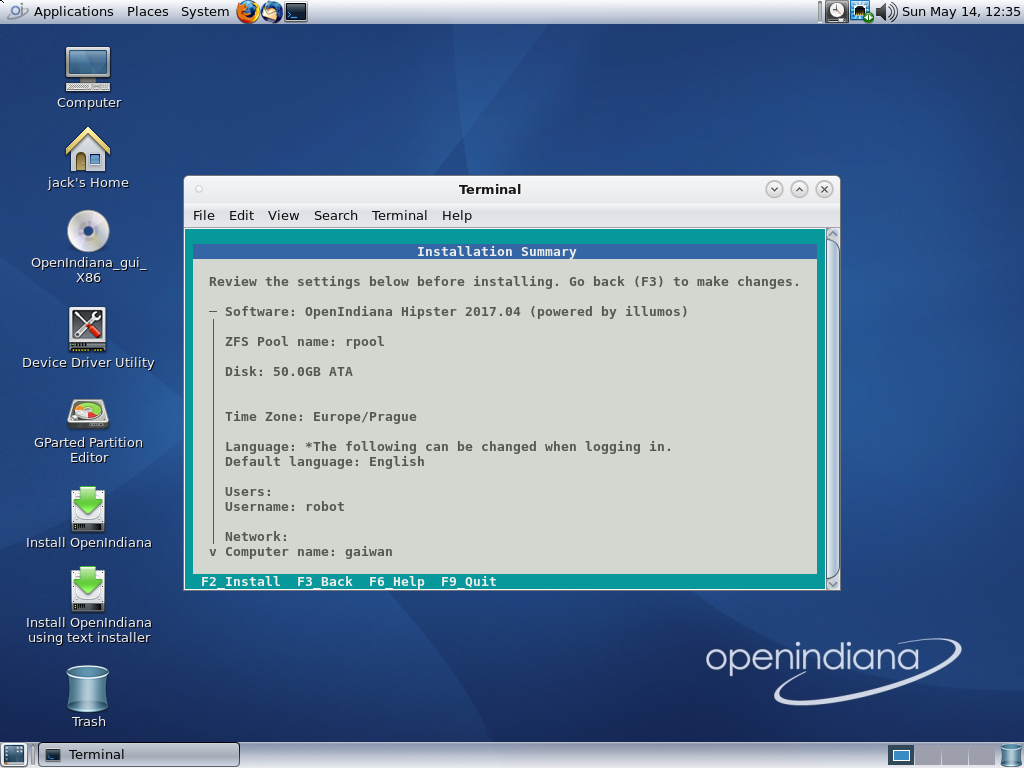 Applications Places System Sun May 14, 12:35
Computer
jack's Home
OpenIndiana_gui_
X86
Device Driver Utility
GParted Partition
Editor
Install OpenIndiana
Install OpenIndiana
using text installer
Trash
Terminal
File Edit View Search Terminal Help
Installation Summary
Review the settings below before installing. Go back (F3) to make changes.
— Software: OpenIndiana Hipster 2017.04 (powered by illumos)
ZFS Pool name: rpool
Disk: 50.0GB ATA
Time Zone: Europe/Prague
Language: *The following can be changed when logging in.
Default language: English
Users:
Username: robot
Network:
v Computer name: gaiwan
F2_Install F3_Back F6_Help F9_Quit
openindiana
Terminal